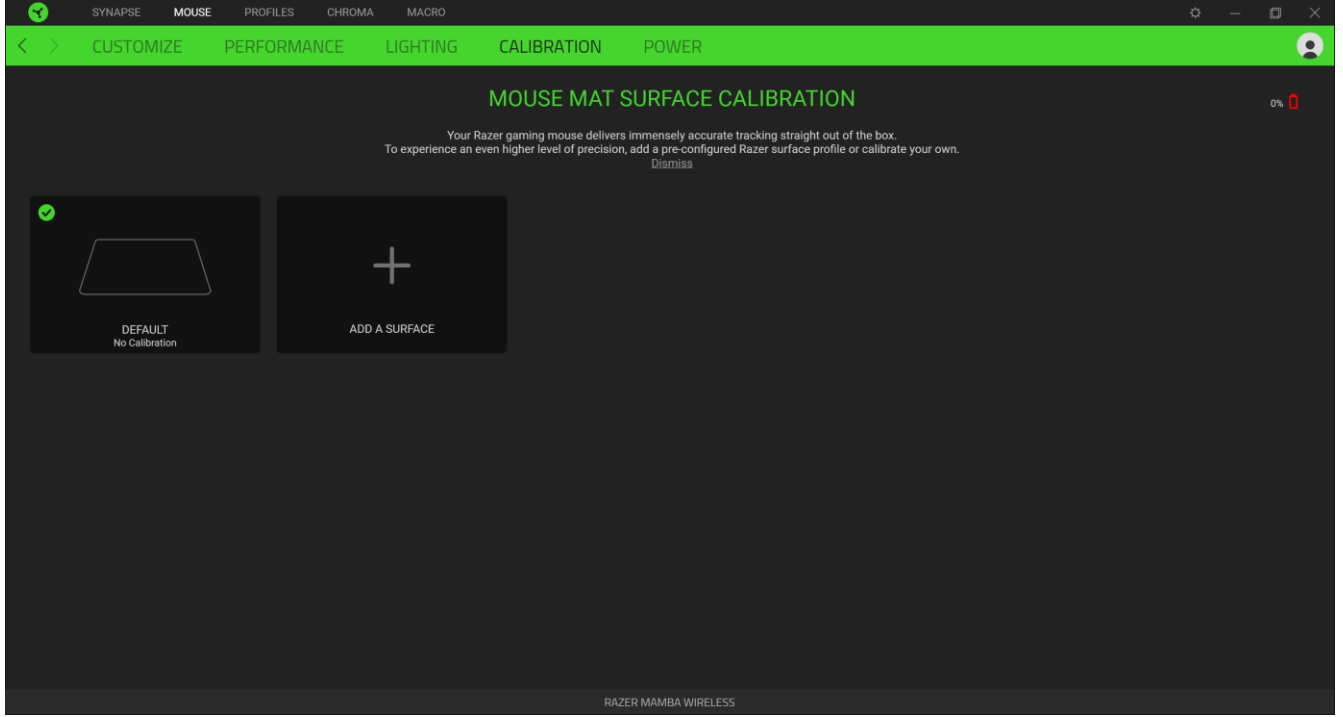 SYNAPSE MOUSE PROFILES CHROMA MACRO
CUSTOMIZE PERFORMANCE LIGHTING CALIBRATION POWER
MOUSE MAT SURFACE CALIBRATION
0%
Your Razer gaming mouse delivers immensely accurate tracking straight out of the box.
To experience an even higher level of precision, add a pre-configured Razer surface profile or calibrate your own.
Dismiss
DEFAULT
No Calibration
ADD A SURFACE
RAZER MAMBA WIRELESS